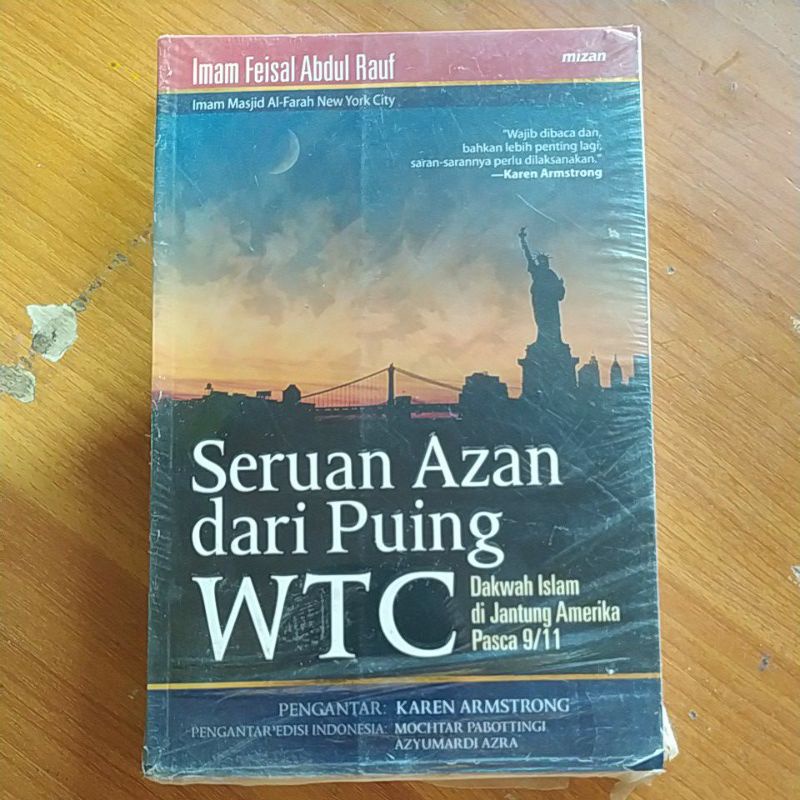 Imam Feisal Abdul Rauf
mizan
Imam Masjid Al-Farah New York City
"Wajib dibaca dan,
bahkan lebih penting lagi,
saran-sarannya perlu dilaksanakan."
—Karen Armstrong
Seruan Azan
dari Puing
WTC
Dakwah Islam
di Jantung Amerika
Pasca 9/11
PENGANTAR: KAREN ARMSTRONG
PENGANTAR EDISI INDONESIA: MOCHTAR PABOTTINGI
AZYUMARDI AZRA